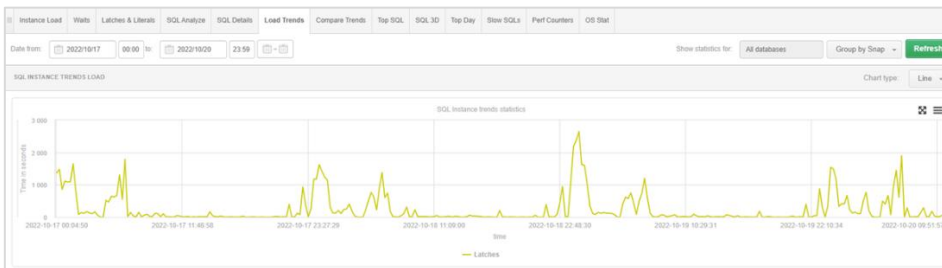 Instance Load Waits Latches & Literals SQL Analyze SQL Details Load Trends Compare Trends Top SQL SQL 3D Top Day Slow SQLs Perf Counters OS Stat
Date from: 2022/10/17 00:00 to 2022/10/20 23:59 - Show statistics for: All databases Group by Snap Refresh
SQL INSTANCE TRENDS LOAD Chart type: Line
SQL Instance trends statistics
3 000
2 000
1 000
0
Time in seconds
2022-10-17 00:04:50 2022-10-17 11:46:58 2022-10-17 23:27:29 2022-10-18 11:09:00 2022-10-18 22:48:30 2022-10-19 10:29:31 2022-10-19 22:10:34 2022-10-20 09:51:5
time
Latches